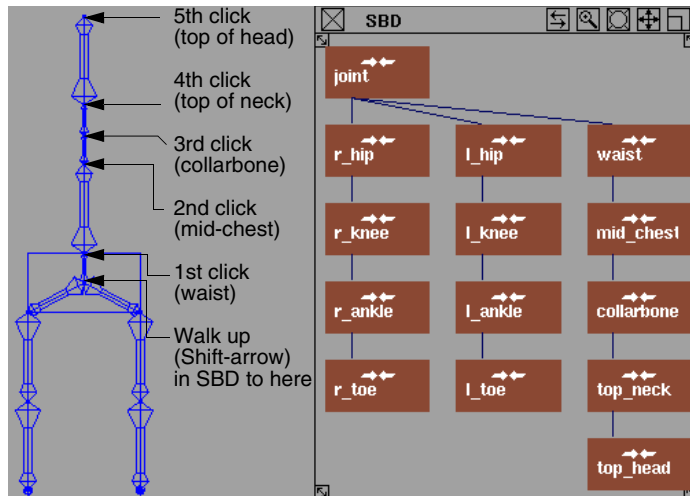 5th click
(top of head)
4th click
(top of neck)
3rd click
(collarbone)
2nd click
(mid-chest)
1st click
(waist)
Walk up
(Shift-arrow)
in SBD to here
SBD
joint
r_hip
l_hip
waist
r_knee
l_knee
mid_chest
r_ankle
l_ankle
collarbone
r_toe
l_toe
top_neck
top_head